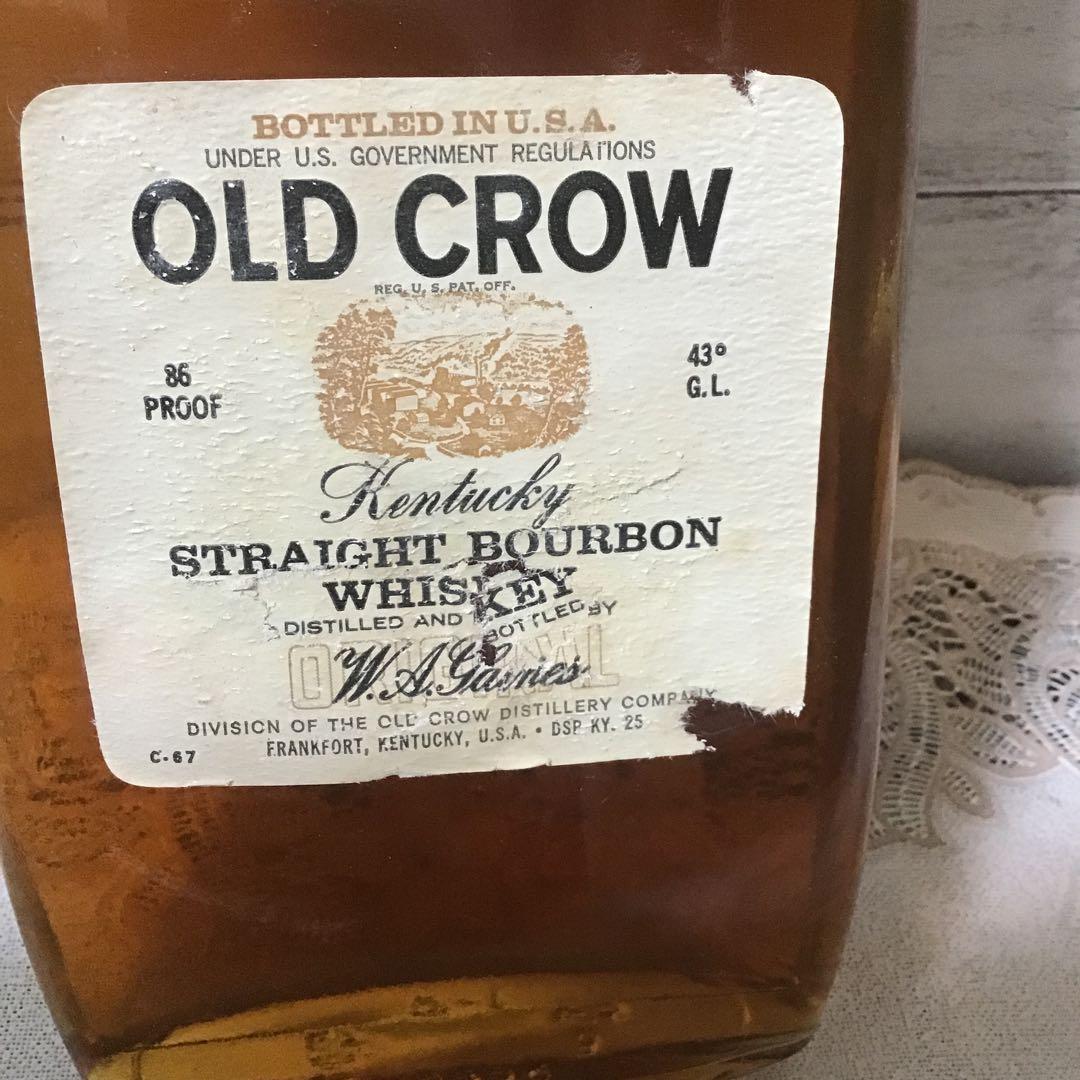 BOTTLED IN U.S.A.
UNDER U.S. GOVERNMENT REGULATIONS
OLD CROW
REG. U. S. PAT. OFF.
86
PROOF
43°
G.L.
Kentucky
STRAIGHT BOURBON
WHISKEY
DISTILLED AND BOTTLED BY
ORIGINAL
W.A.Gaines
DIVISION OF THE OLD CROW DISTILLERY COMPANY
FRANKFORT, KENTUCKY, U.S.A. • DSP KY. 25
C-67